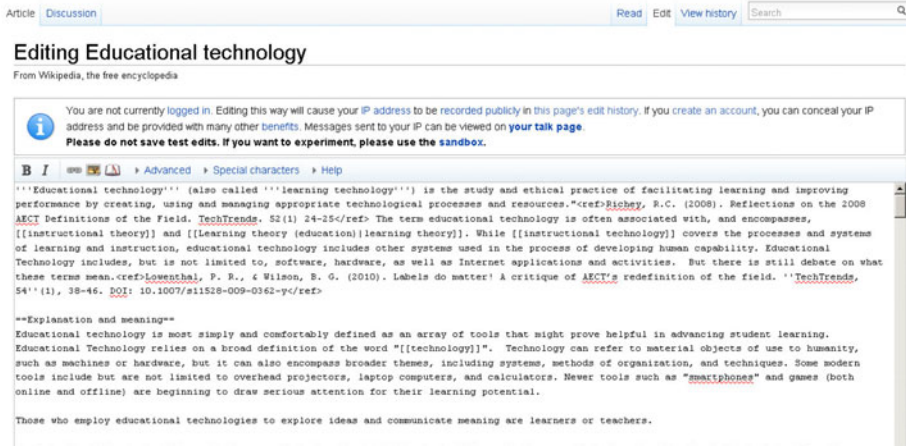 Article Discussion Read Edit View history Search
Editing Educational technology
From Wikipedia, the free encyclopedia
You are not currently logged in. Editing this way will cause your IP address to be recorded publicly in this page's edit history. If you create an account, you can conceal your IP
address and be provided with many other benefits. Messages sent to your IP can be viewed on your talk page.
Please do not save test edits. If you want to experiment, please use the sandbox.
B I Advanced Special characters Help
'''Educational technology''' (also called '''learning technology''') is the study and ethical practice of facilitating learning and improving
performance by creating, using and managing appropriate technological processes and resources."<ref>Richey, R.C. (2008). Reflections on the 2008
AECT Definitions of the Field. TechTrends. 52(1) 24-25</ref> The term educational technology is often associated with, and encompasses,
[[instructional theory]] and [[Learning theory (education)|learning theory]]. While [[instructional technology]] covers the processes and systems
of learning and instruction, educational technology includes other systems used in the process of developing human capability. Educational
Technology includes, but is not limited to, software, hardware, as well as Internet applications and activities.  But there is still debate on what
these terms mean.<ref>Lowenthal, P. R., & Wilson, B. G. (2010). Labels do matter! A critique of AECT's redefinition of the field. ''TechTrends,
54''(1), 38-46. DOI: 10.1007/s11528-009-0362-y</ref>
==Explanation and meaning==
Educational technology is most simply and comfortably defined as an array of tools that might prove helpful in advancing student learning.
Educational Technology relies on a broad definition of the word "[[technology]]".  Technology can refer to material objects of use to humanity,
such as machines or hardware, but it can also encompass broader themes, including systems, methods of organization, and techniques. Some modern
tools include but are not limited to overhead projectors, laptop computers, and calculators. Newer tools such as "smartphones" and games (both
online and offline) are beginning to draw serious attention for their learning potential.
Those who employ educational technologies to explore ideas and communicate meaning are learners or teachers.